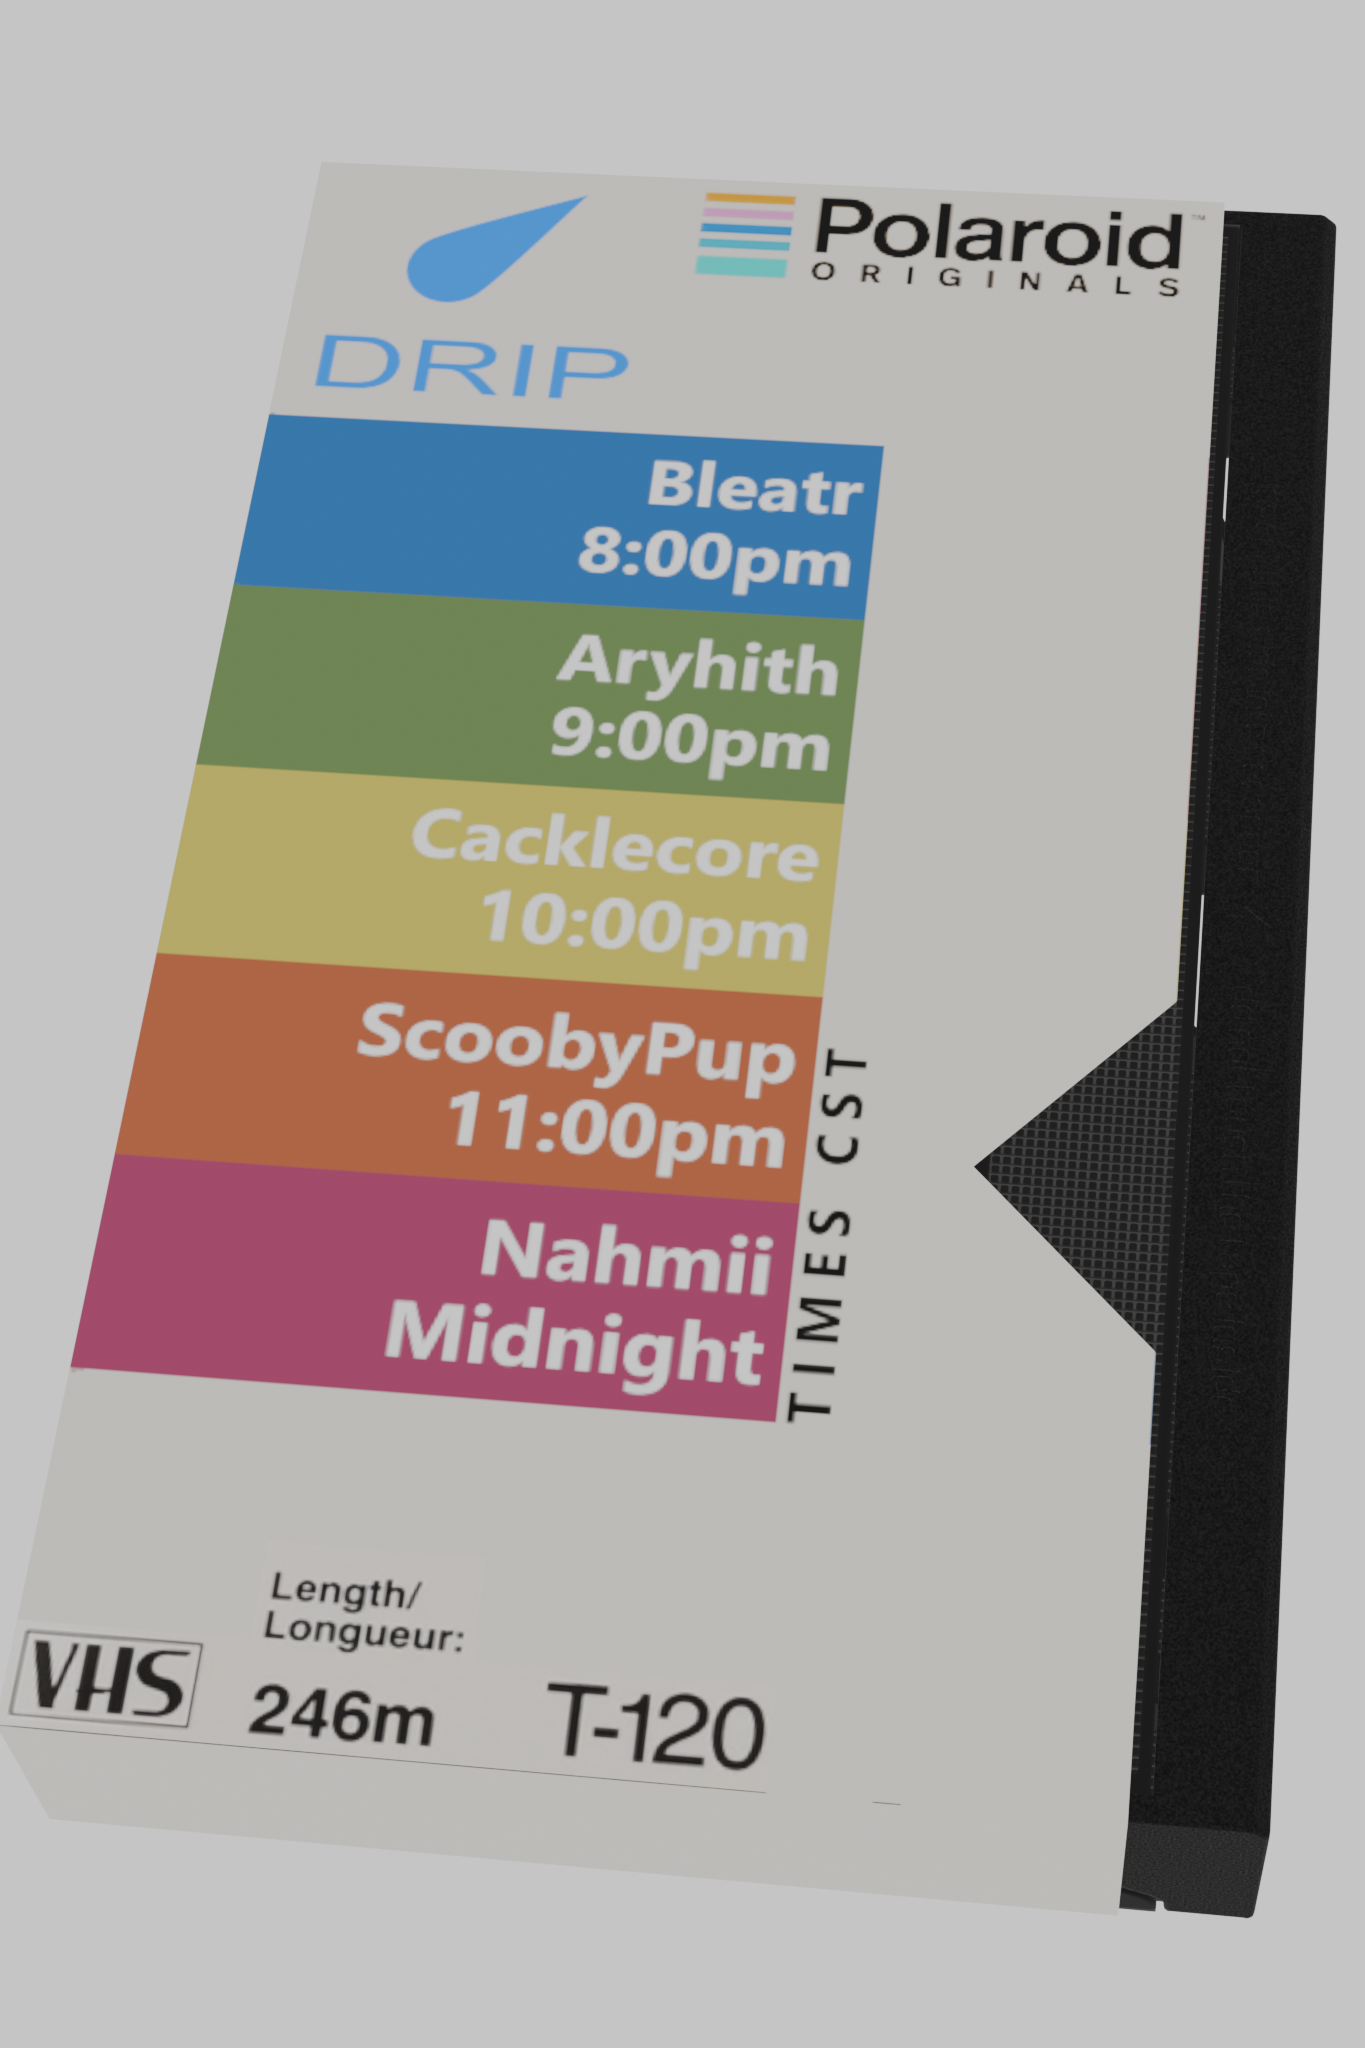 DRIP
Polaroid™
ORIGINALS
Bleatr
8:00pm
Aryhith
9:00pm
Cacklecore
10:00pm
ScoobyPup
11:00pm
Nahmii
Midnight
TIMES CST
Length/
Longueur:
VHS
246m
T-120